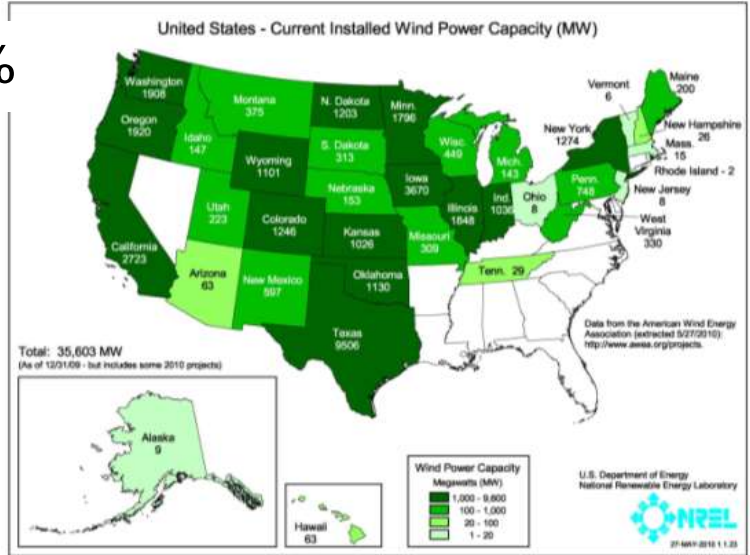 %
United States - Current Installed Wind Power Capacity (MW)
Washington
1908
Oregon
1920
California
2723
Idaho
147
Montana
375
Wyoming
1101
Utah
223
Colorado
1246
Arizona
63
New Mexico
597
N. Dakota
1203
S. Dakota
313
Nebraska
153
Kansas
1026
Oklahoma
1130
Texas
9506
Minn.
1796
Iowa
3670
Missouri
309
Wisc.
449
Illinois
1848
Mich.
143
Ind.
1036
Ohio
8
Tenn. 29
New York
1274
Penn.
748
Vermont
6
Maine
200
New Hampshire
26
Mass.
15
Rhode Island - 2
New Jersey
8
West
Virginia
330
Data from the American Wind Energy
Association (extracted 5/27/2010):
http://www.awea.org/projects.
Total: 35,603 MW
(As of 12/31/09 - but includes some 2010 projects)
Alaska
9
Hawaii
63
Wind Power Capacity
Megawatts (MW)
1,000 - 9,600
100 - 1,000
20 - 100
1 - 20
U.S. Department of Energy
National Renewable Energy Laboratory
NREL
27-MAY-2010 1.1.23